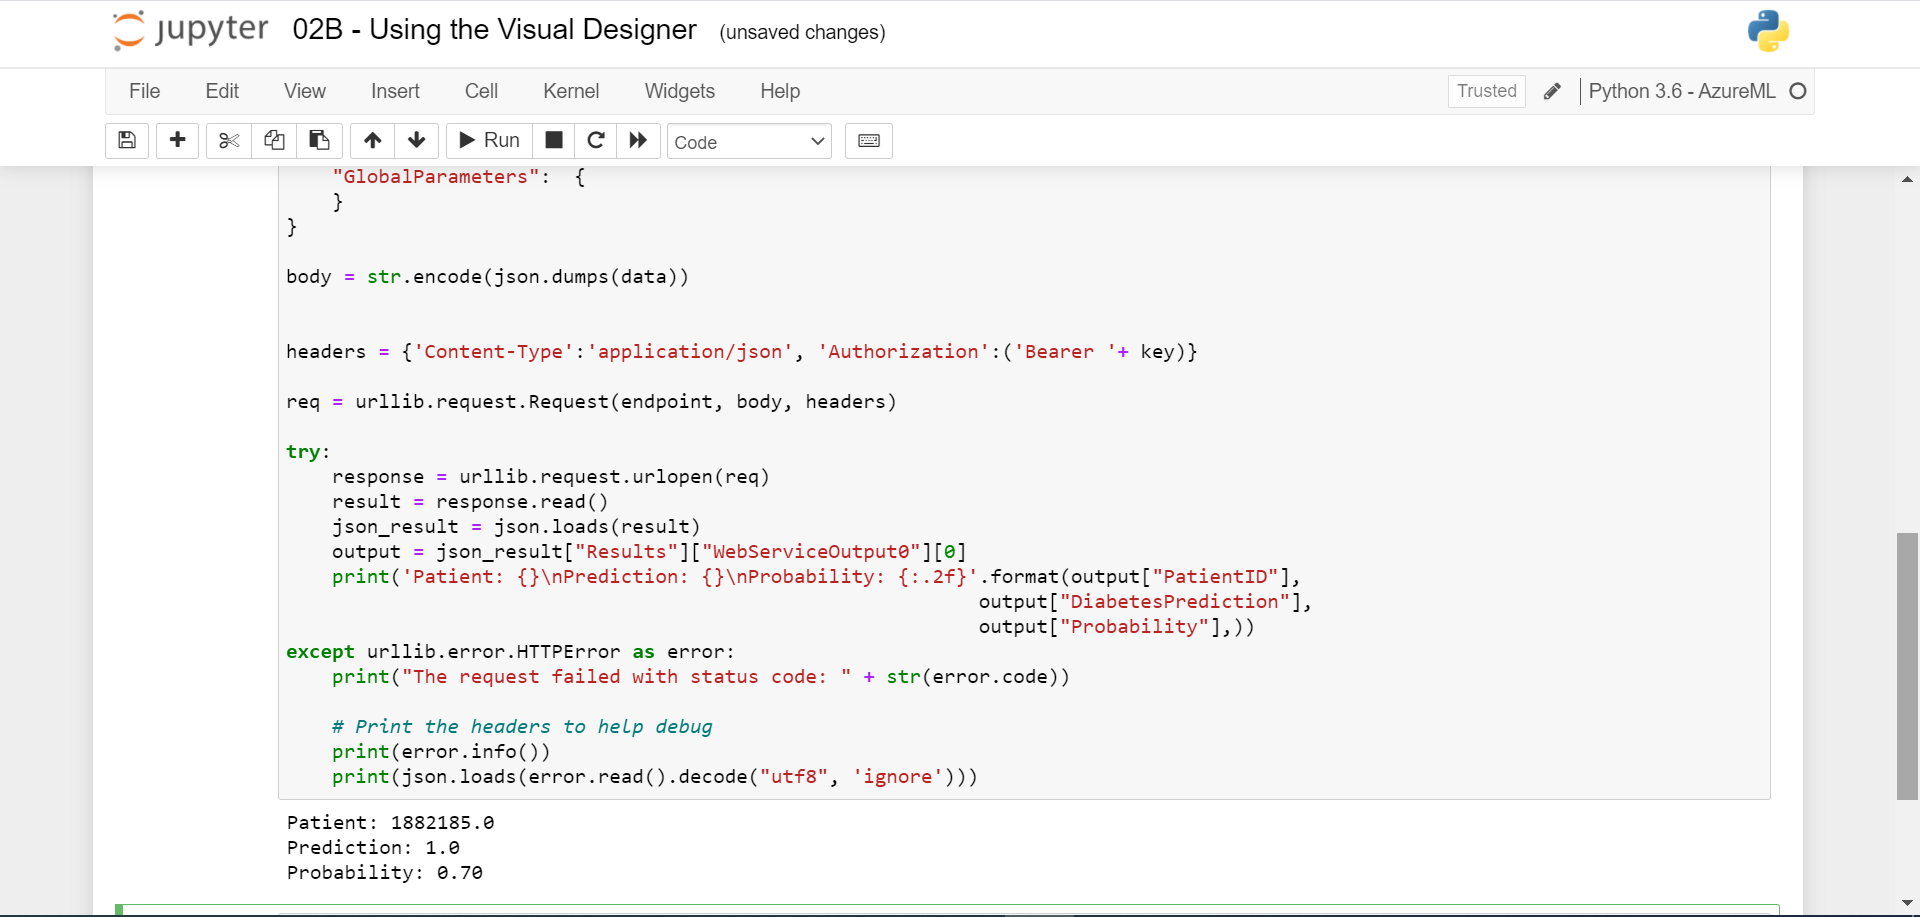 jupyter 02B - Using the Visual Designer (unsaved changes)
File Edit View Insert Cell Kernel Widgets Help Trusted Python 3.6 - AzureML
Run Code
"GlobalParameters":  {
    }
}
body = str.encode(json.dumps(data))
headers = {'Content-Type':'application/json', 'Authorization':('Bearer '+ key)}
req = urllib.request.Request(endpoint, body, headers)
try:
    response = urllib.request.urlopen(req)
    result = response.read()
    json_result = json.loads(result)
    output = json_result["Results"]["WebServiceOutput0"][0]
    print('Patient: {}\nPrediction: {}\nProbability: {:.2f}'.format(output["PatientID"],
                                                            output["DiabetesPrediction"],
                                                            output["Probability"],))
except urllib.error.HTTPError as error:
    print("The request failed with status code: " + str(error.code))
    # Print the headers to help debug
    print(error.info())
    print(json.loads(error.read().decode("utf8", 'ignore')))
Patient: 1882185.0
Prediction: 1.0
Probability: 0.70